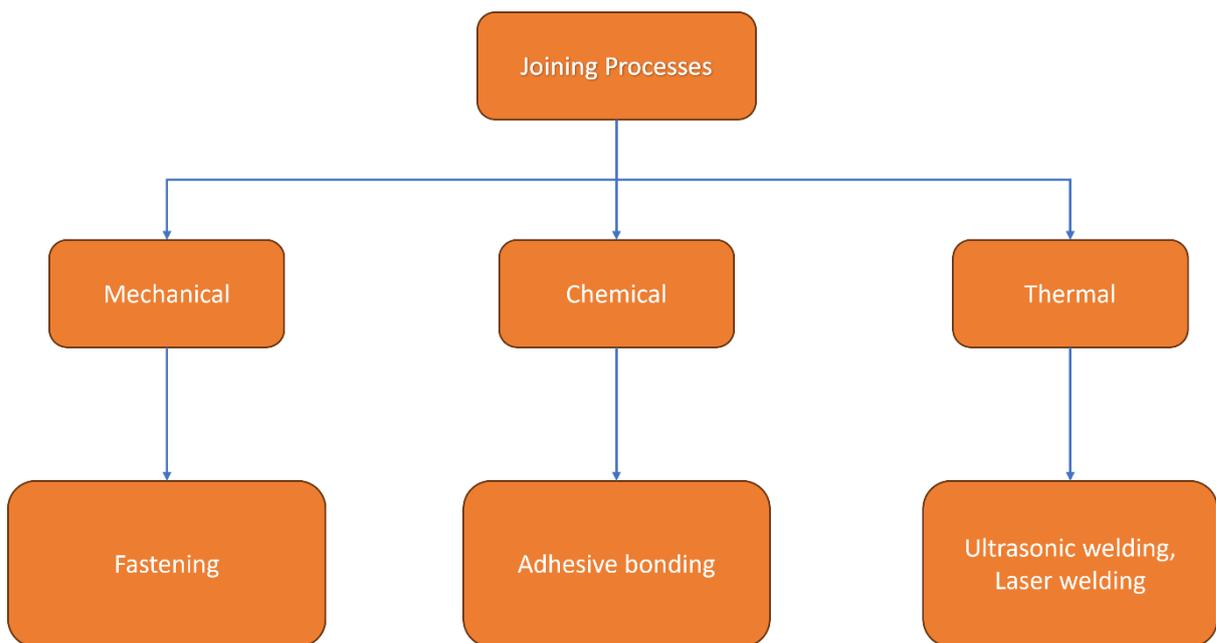 Joining Processes
Mechanical
Chemical
Thermal
Fastening
Adhesive bonding
Ultrasonic welding,
Laser welding